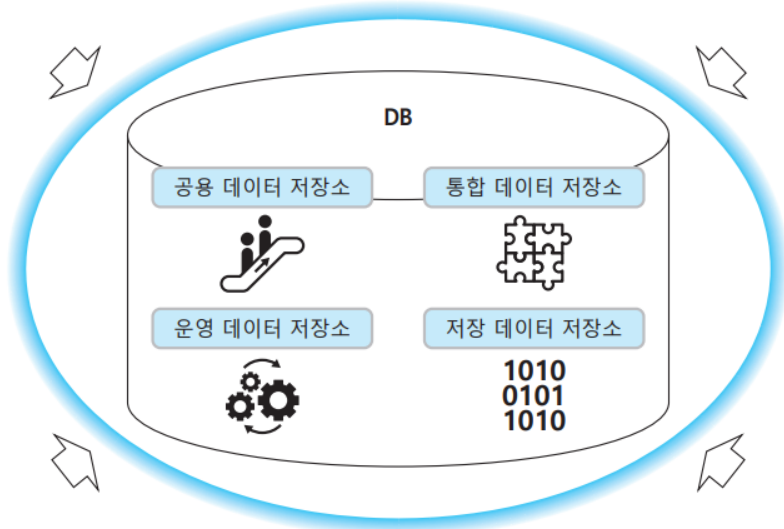 DB
공용 데이터 저장소
통합 데이터 저장소
운영 데이터 저장소
저장 데이터 저장소
1010
0101
1010